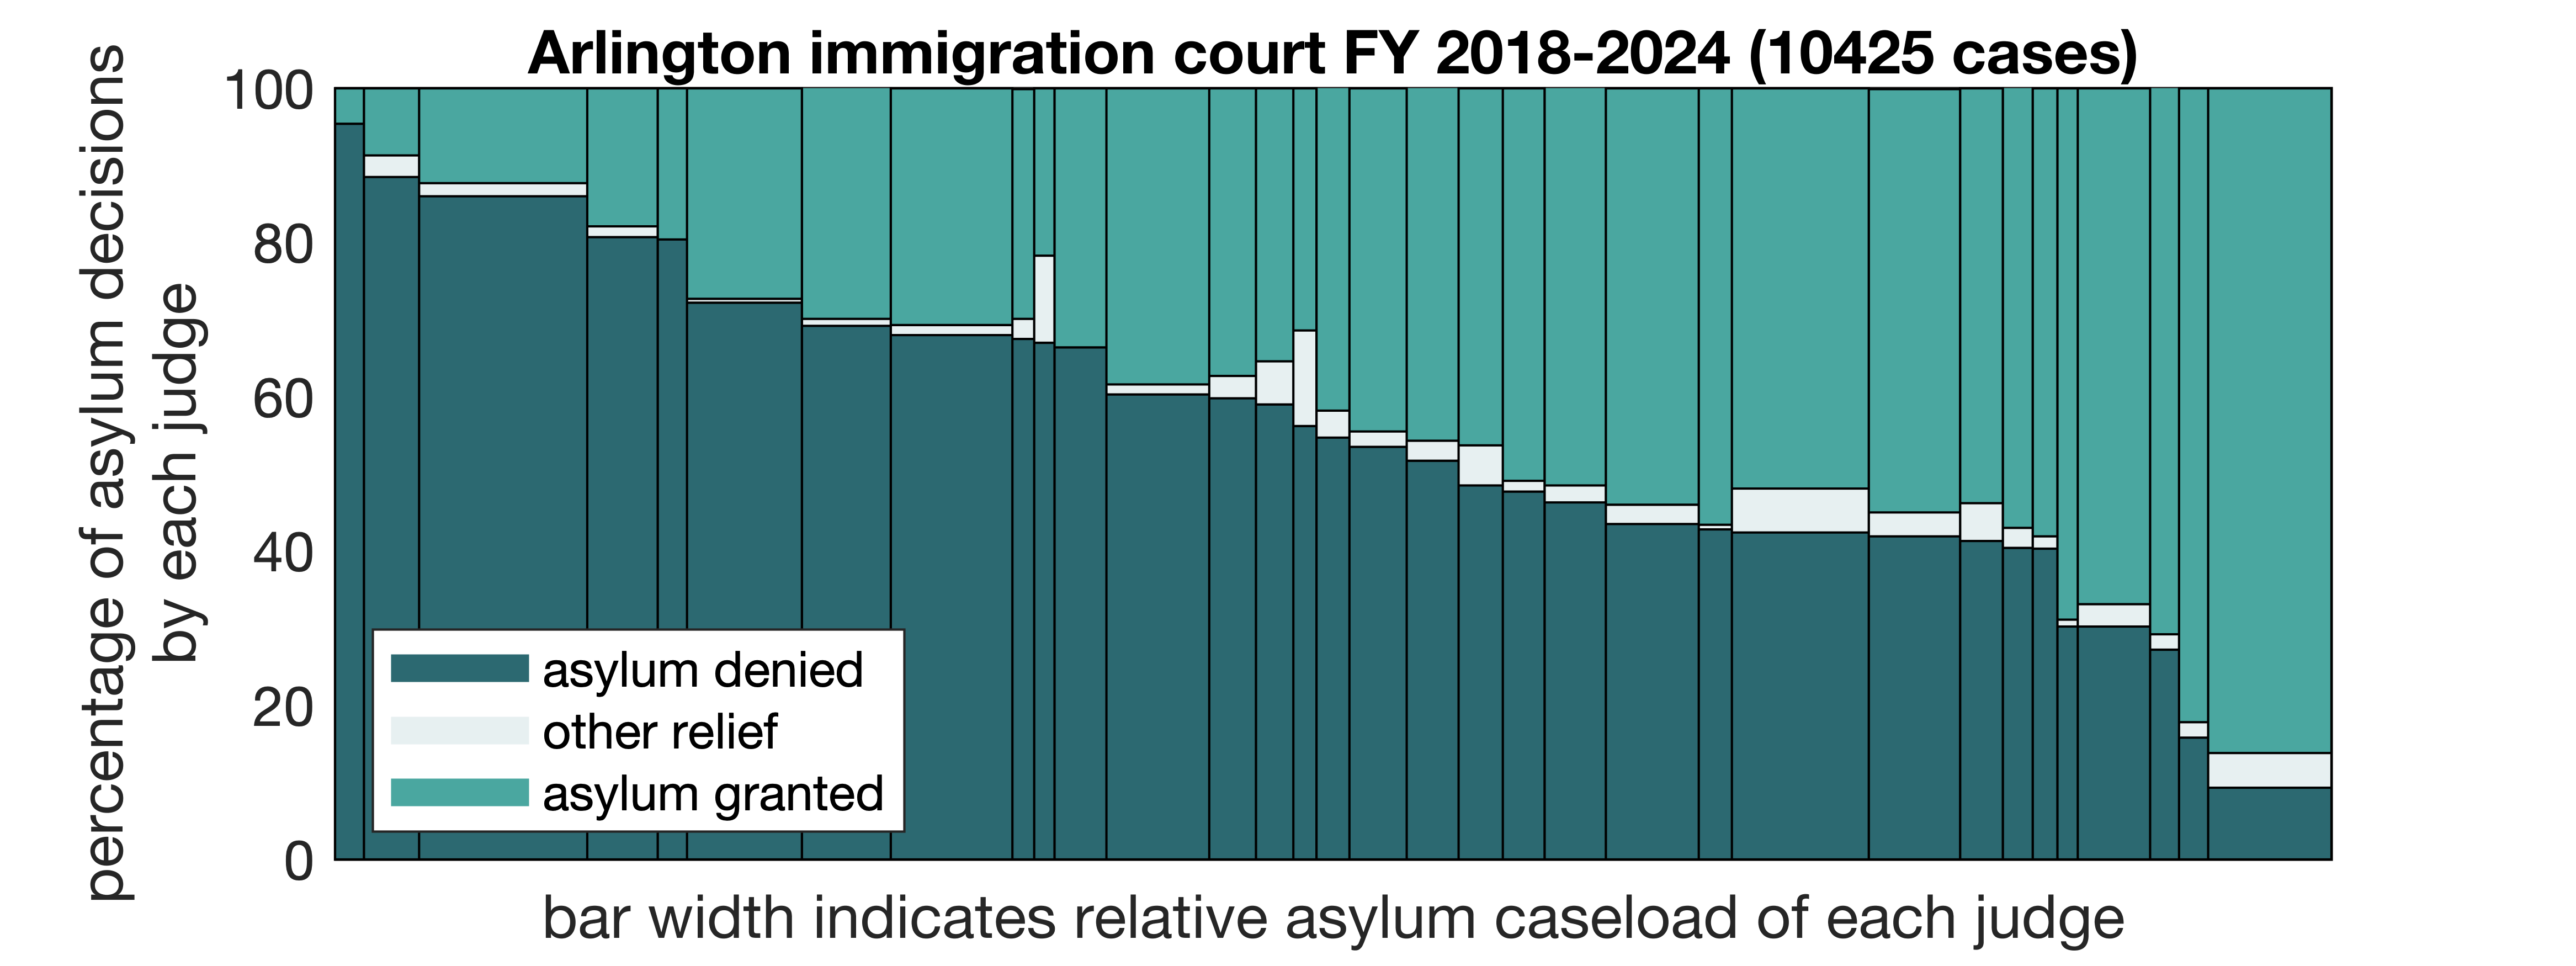 Arlington immigration court FY 2018-2024 (10425 cases)
percentage of asylum decisions
by each judge
100
80
60
40
20
0
asylum denied
other relief
asylum granted
bar width indicates relative asylum caseload of each judge